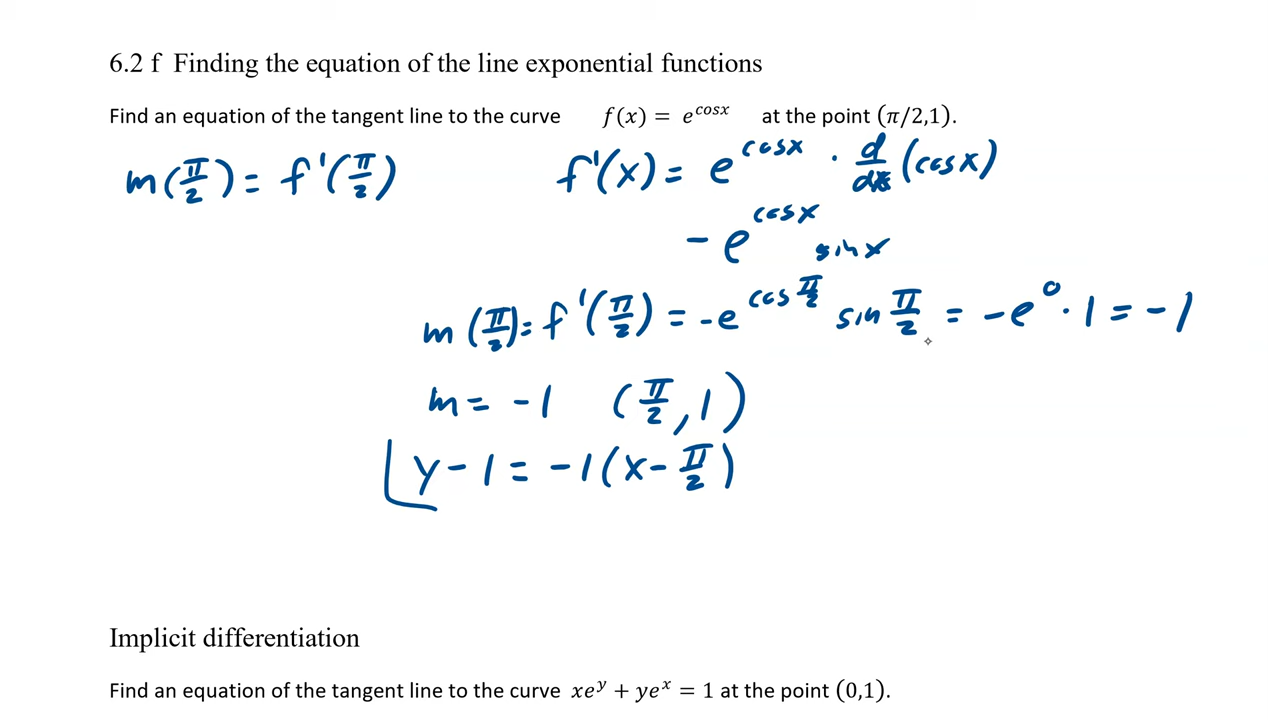 6.2 f Finding the equation of the line exponential functions
Find an equation of the tangent line to the curve f(x) = e^{cosx} at the point (π/2,1).
m(π/2) = f'(π/2) f'(x) = e^{cosx} · d/dx (cosx)
- e^{cosx} sinx
m(π/2) = f'(π/2) = -e^{cos π/2} sin π/2 = -e^0 · 1 = -1
m = -1 (π/2, 1)
y - 1 = -1(x - π/2)
Implicit differentiation
Find an equation of the tangent line to the curve xe^y + ye^x = 1 at the point (0,1).